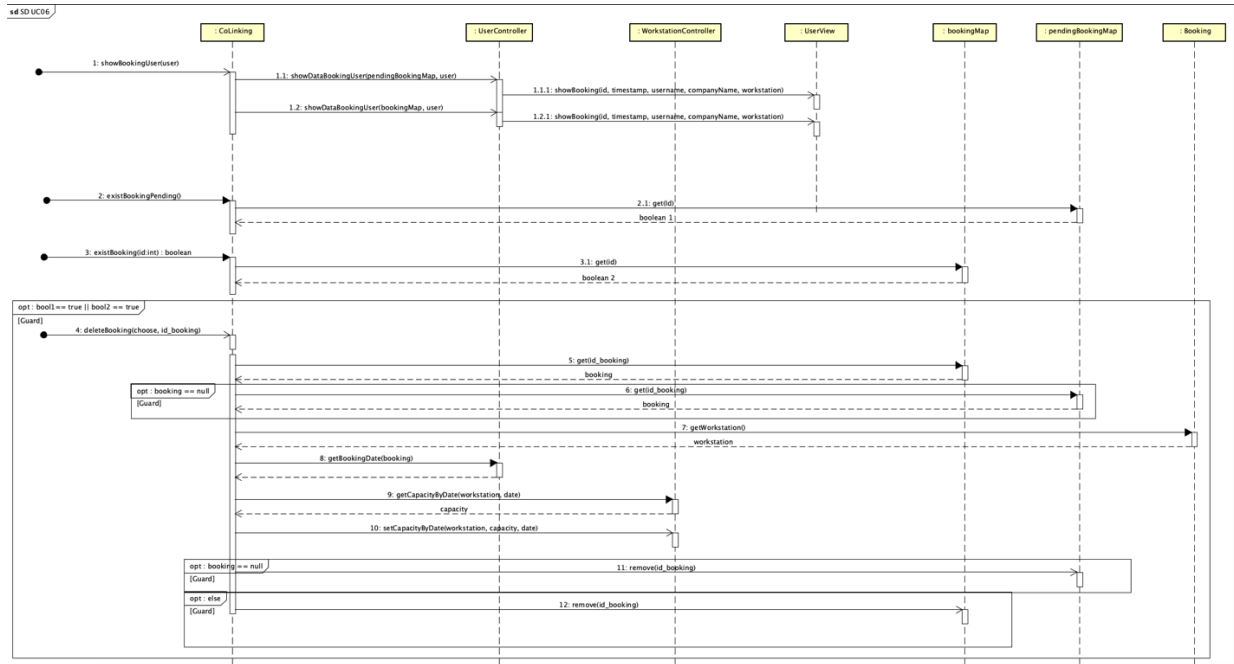 sd SD UC06
: CoLinking
: UserController
: WorkstationController
: UserView
: bookingMap
: pendingBookingMap
: Booking
1: showBookingUser(user)
1.1: showDataBookingUser(pendingBookingMap, user)
1.1.1: showBooking(id, timestamp, username, companyName, workstation)
1.2: showDataBookingUser(bookingMap, user)
1.2.1: showBooking(id, timestamp, username, companyName, workstation)
2: existBookingPending()
2.1: get(id)
boolean 1
3: existBooking(id:int) : boolean
3.1: get(id)
boolean 2
opt : bool1== true || bool2 == true
[Guard]
4: deleteBooking(choose, id_booking)
5: get(id_booking)
booking
opt : booking == null
[Guard]
6: get(id_booking)
booking
7: getWorkstation()
workstation
8: getBookingDate(booking)
9: getCapacityByDate(workstation, date)
capacity
10: setCapacityByDate(workstation, capacity, date)
opt : booking == null
[Guard]
11: remove(id_booking)
opt : else
[Guard]
12: remove(id_booking)